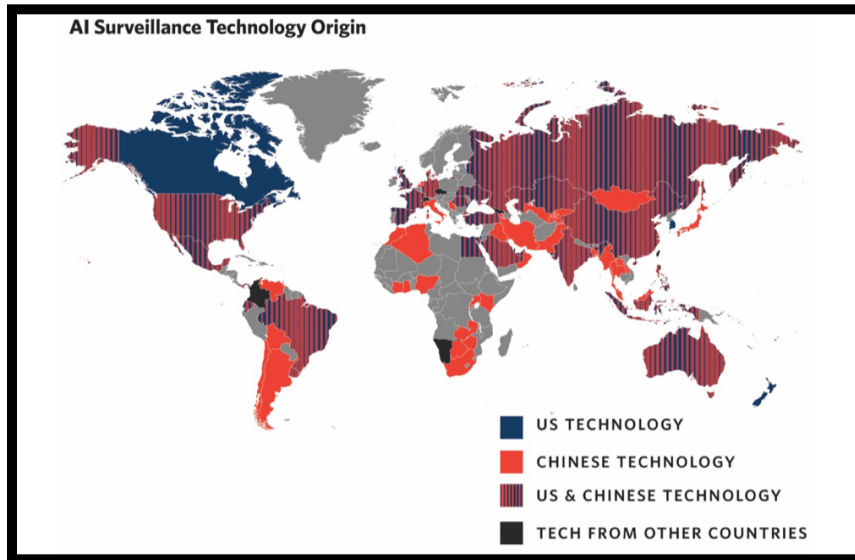 AI Surveillance Technology Origin
US TECHNOLOGY
CHINESE TECHNOLOGY
US & CHINESE TECHNOLOGY
TECH FROM OTHER COUNTRIES